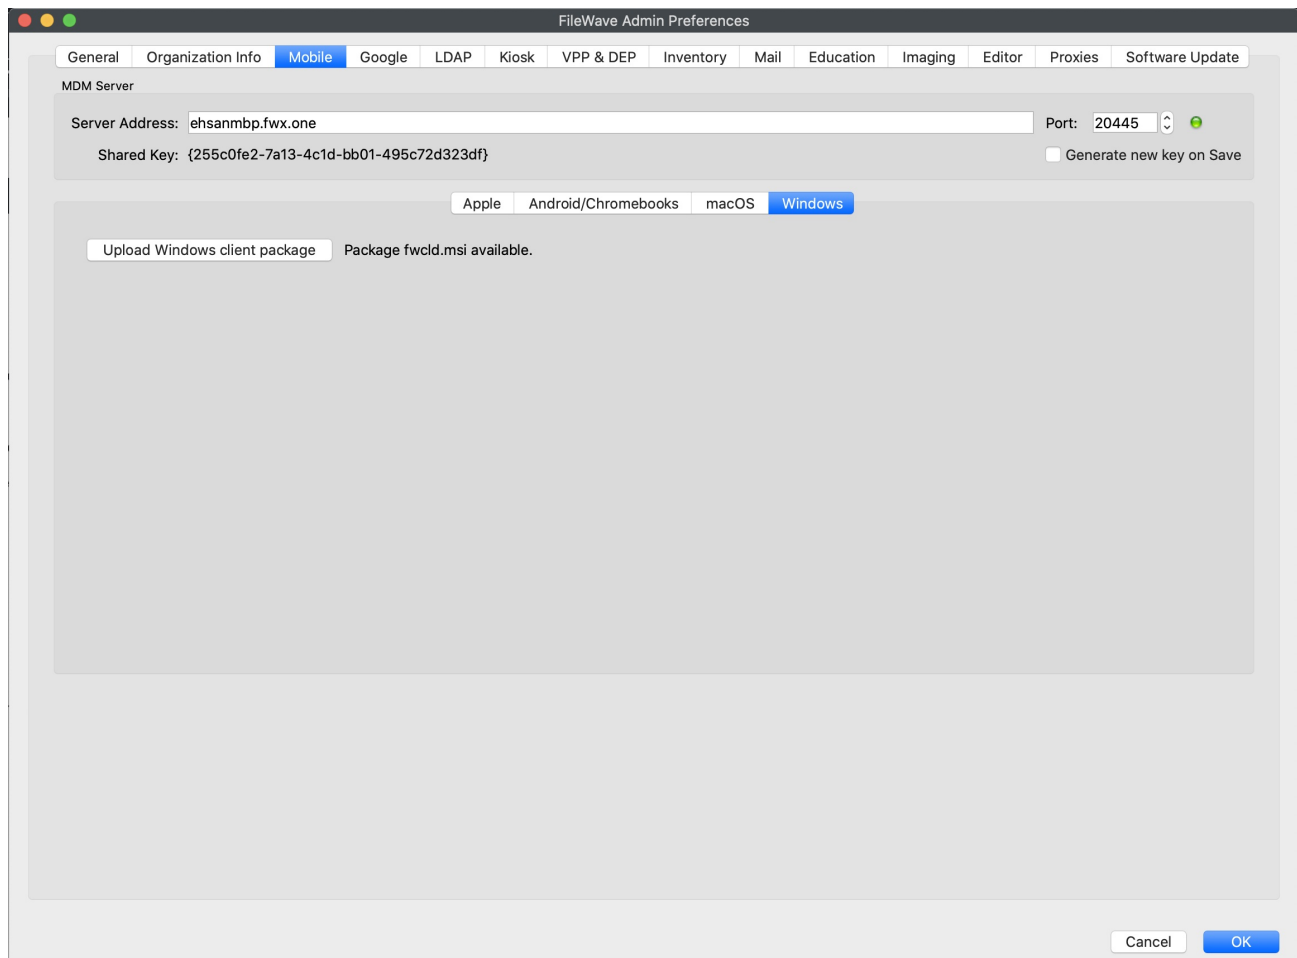 FileWave Admin Preferences
General Organization Info Mobile Google LDAP Kiosk VPP & DEP Inventory Mail Education Imaging Editor Proxies Software Update
MDM Server
Server Address: ehsanmbp.fwx.one Port: 20445
Shared Key: {255c0fe2-7a13-4c1d-bb01-495c72d323df} Generate new key on Save
Apple Android/Chromebooks macOS Windows
Upload Windows client package Package fwcld.msi available.
Cancel OK